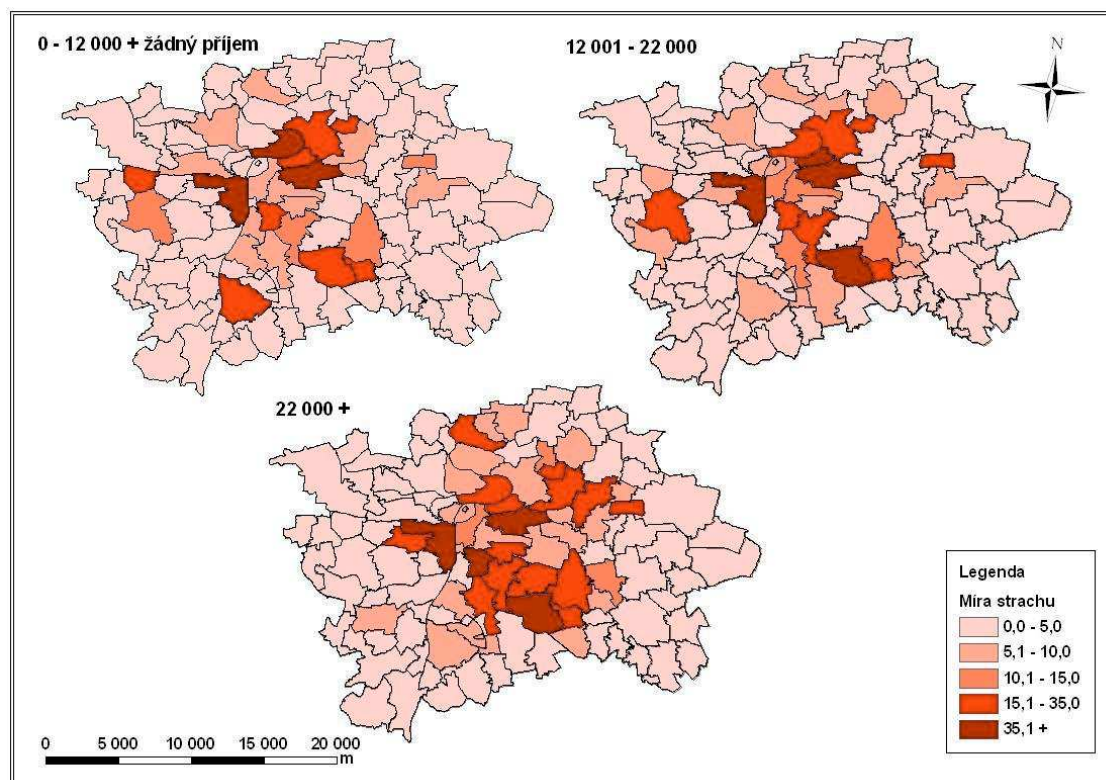 0 - 12 000 + žádný příjem
12 001 - 22 000
N
22 000 +
Legenda
Míra strachu
0,0 - 5,0
5,1 - 10,0
10,1 - 15,0
15,1 - 35,0
35,1 +
0 5 000 10 000 15 000 20 000
m